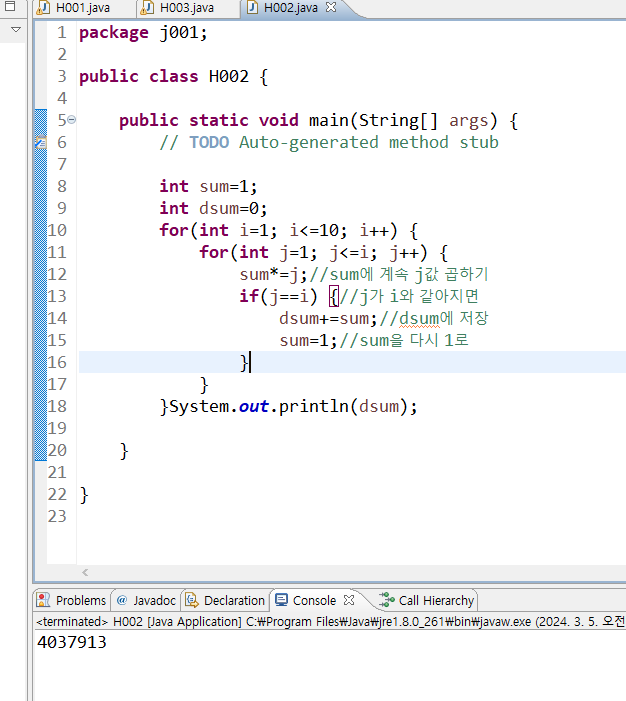 H001.java H003.java H002.java
1 package j001;
2
3 public class H002 {
4
5 public static void main(String[] args) {
6 // TODO Auto-generated method stub
7
8 int sum=1;
9 int dsum=0;
10 for(int i=1; i<=10; i++) {
11 for(int j=1; j<=i; j++) {
12 sum*=j;//sum에 계속 j값 곱하기
13 if(j==i) {//j가 i와 같아지면
14 dsum+=sum;//dsum에 저장
15 sum=1;//sum을 다시 1로
16 }
17 }
18 }System.out.println(dsum);
19
20 }
21
22 }
23
Problems @ Javadoc Declaration Console Call Hierarchy
<terminated> H002 [Java Application] C:₩Program Files₩Java₩jre1.8.0_261₩bin₩javaw.exe (2024. 3. 5. 오전
4037913